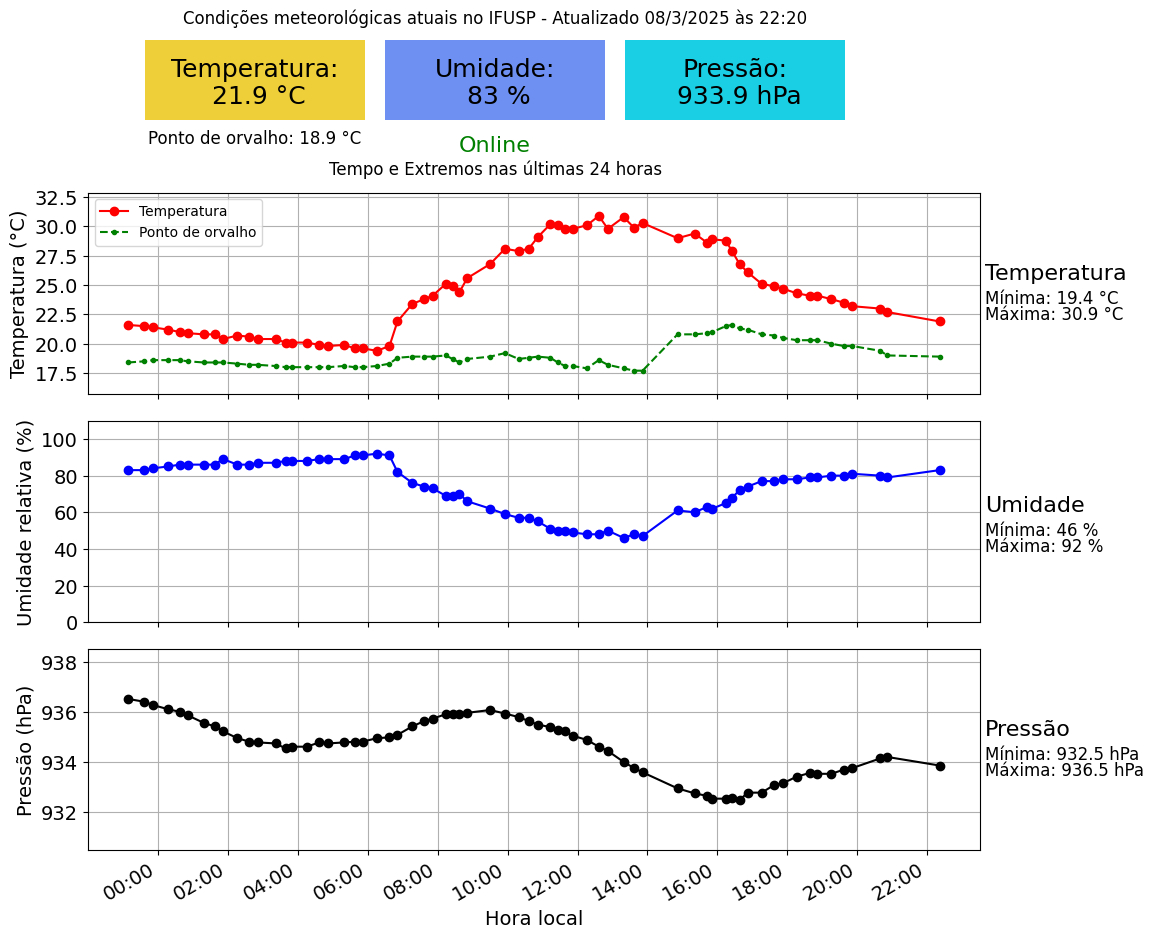 Condições meteorológicas atuais no IFUSP - Atualizado 08/3/2025 às 22:20
Temperatura:
21.9 °C
Umidade:
83 %
Pressão:
933.9 hPa
Ponto de orvalho: 18.9 °C
Online
Tempo e Extremos nas últimas 24 horas
Temperatura (°C)
32.5
30.0
27.5
25.0
22.5
20.0
17.5
Temperatura
Ponto de orvalho
Temperatura
Mínima: 19.4 °C
Máxima: 30.9 °C
Umidade relativa (%)
100
80
60
40
20
0
Umidade
Mínima: 46 %
Máxima: 92 %
Pressão (hPa)
938
936
934
932
Pressão
Mínima: 932.5 hPa
Máxima: 936.5 hPa
00:00 02:00 04:00 06:00 08:00 10:00 12:00 14:00 16:00 18:00 20:00 22:00
Hora local